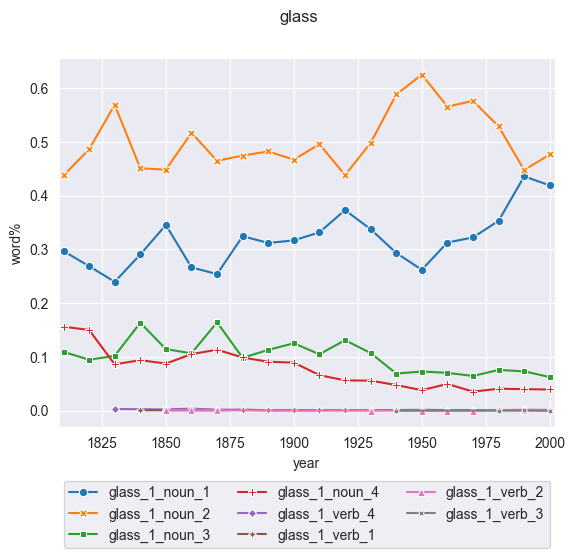 glass
0.6
0.5
0.4
0.3
0.2
0.1
0.0
word%
1825 1850 1875 1900 1925 1950 1975 2000
year
glass_1_noun_1 glass_1_noun_4 glass_1_verb_2
glass_1_noun_2 glass_1_verb_4 glass_1_verb_3
glass_1_noun_3 glass_1_verb_1